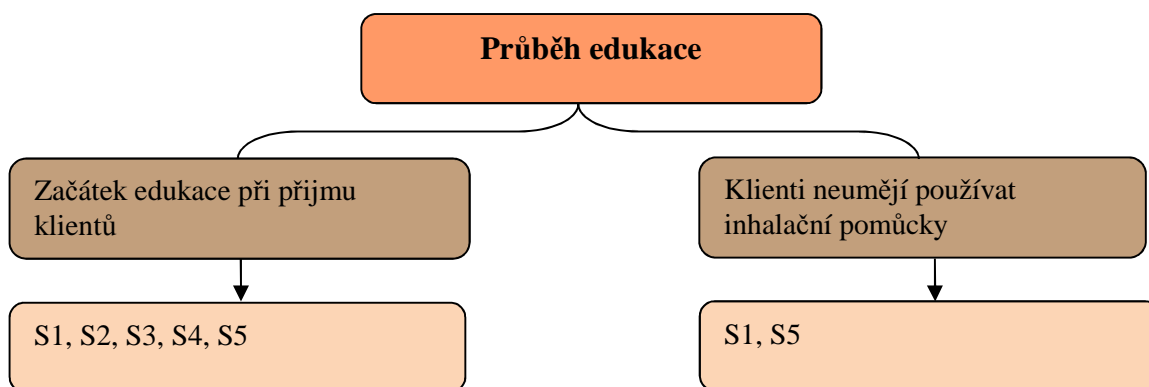 Průběh edukace
Začátek edukace při přijmu
klientů
Klienti neumějí používat
inhalační pomůcky
S1, S2, S3, S4, S5
S1, S5